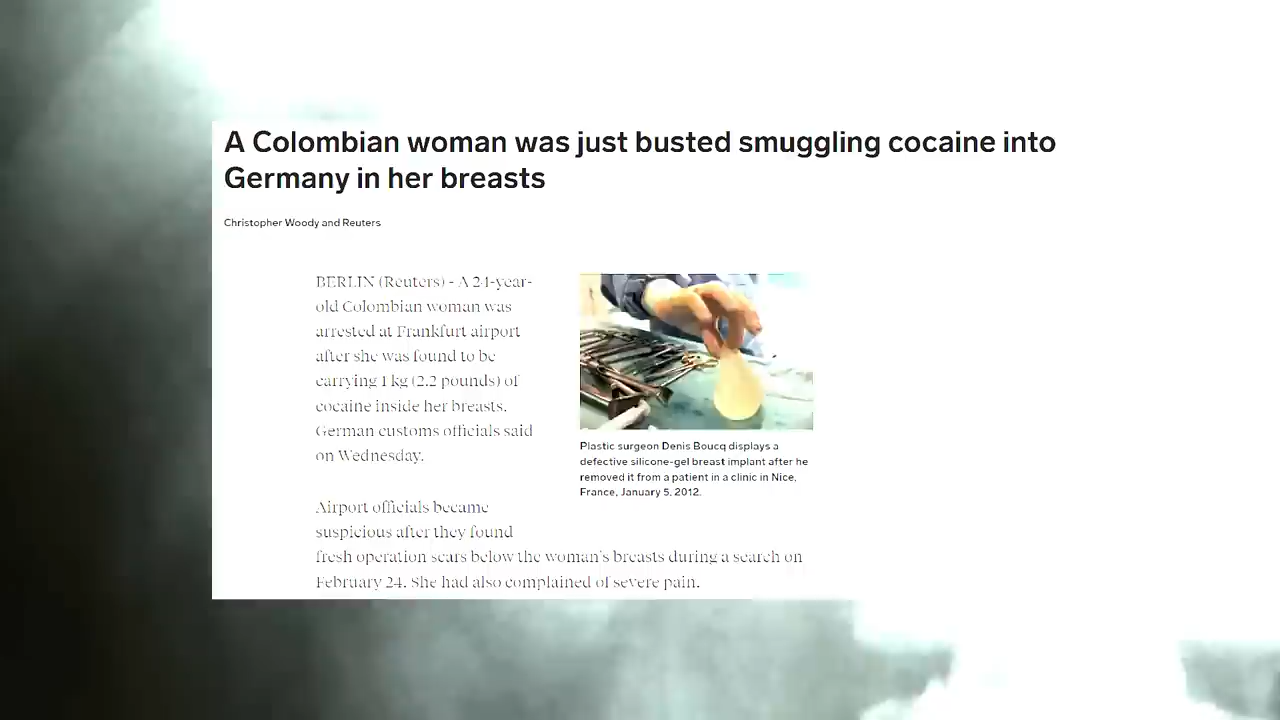 A Colombian woman was just busted smuggling cocaine into
Germany in her breasts
Christopher Woody and Reuters
BERLIN (Reuters) - A 24-year-
old Colombian woman was
arrested at Frankfurt airport
after she was found to be
carrying 1 kg (2.2 pounds) of
cocaine inside her breasts,
German customs officials said
on Wednesday.
Airport officials became
suspicious after they found
fresh operation scars below the woman's breasts during a search on
February 24. She had also complained of severe pain.
Plastic surgeon Denis Boucq displays a
defective silicone-gel breast implant after he
removed it from a patient in a clinic in Nice,
France, January 5, 2012.